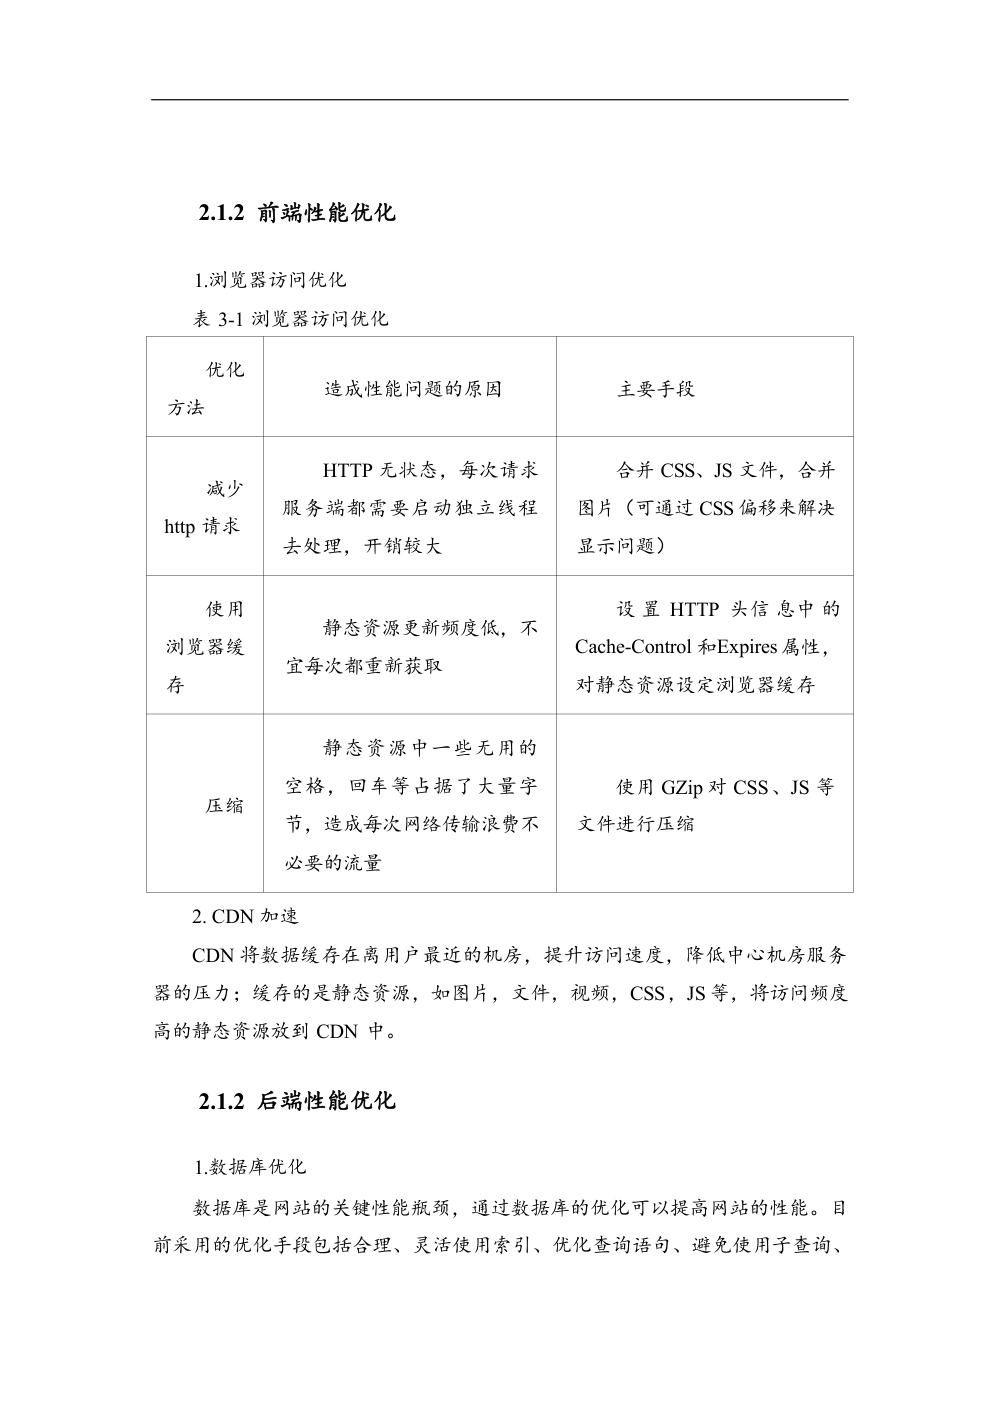 2.1.2 前端性能优化
1.浏览器访问优化
表 3-1 浏览器访问优化
优化
方法
造成性能问题的原因
主要手段
减少
http 请求
HTTP 无状态，每次请求
服务端都需要启动独立线程
去处理，开销较大
合并 CSS、JS 文件，合并
图片（可通过 CSS 偏移来解决
显示问题）
使用
浏览器缓
存
静态资源更新频度低，不
宜每次都重新获取
设置 HTTP 头信息中的
Cache-Control 和Expires 属性，
对静态资源设定浏览器缓存
压缩
静态资源中一些无用的
空格，回车等占据了大量字
节，造成每次网络传输浪费不
必要的流量
使用 GZip 对 CSS、JS 等
文件进行压缩
2. CDN 加速
CDN 将数据缓存在离用户最近的机房，提升访问速度，降低中心机房服务
器的压力；缓存的是静态资源，如图片，文件，视频，CSS，JS 等，将访问频度
高的静态资源放到 CDN 中。
2.1.2 后端性能优化
1.数据库优化
数据库是网站的关键性能瓶颈，通过数据库的优化可以提高网站的性能。目
前采用的优化手段包括合理、灵活使用索引、优化查询语句、避免使用子查询、